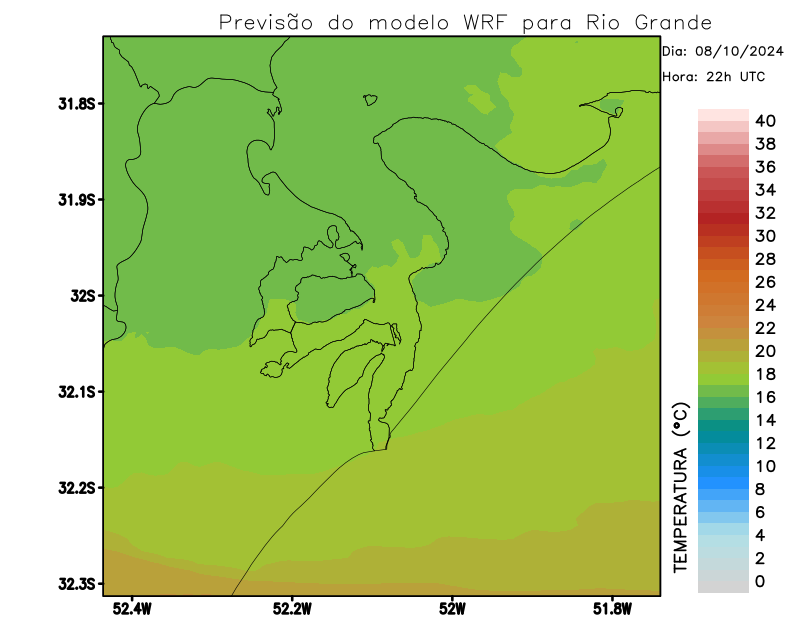 Previsão do modelo WRF para Rio Grande
Dia: 08/10/2024
Hora: 22h UTC
31.8S
31.9S
32S
32.1S
32.2S
32.3S
52.4W
52.2W
52W
51.8W
TEMPERATURA (°C)
40
38
36
34
32
30
28
26
24
22
20
18
16
14
12
10
8
6
4
2
0